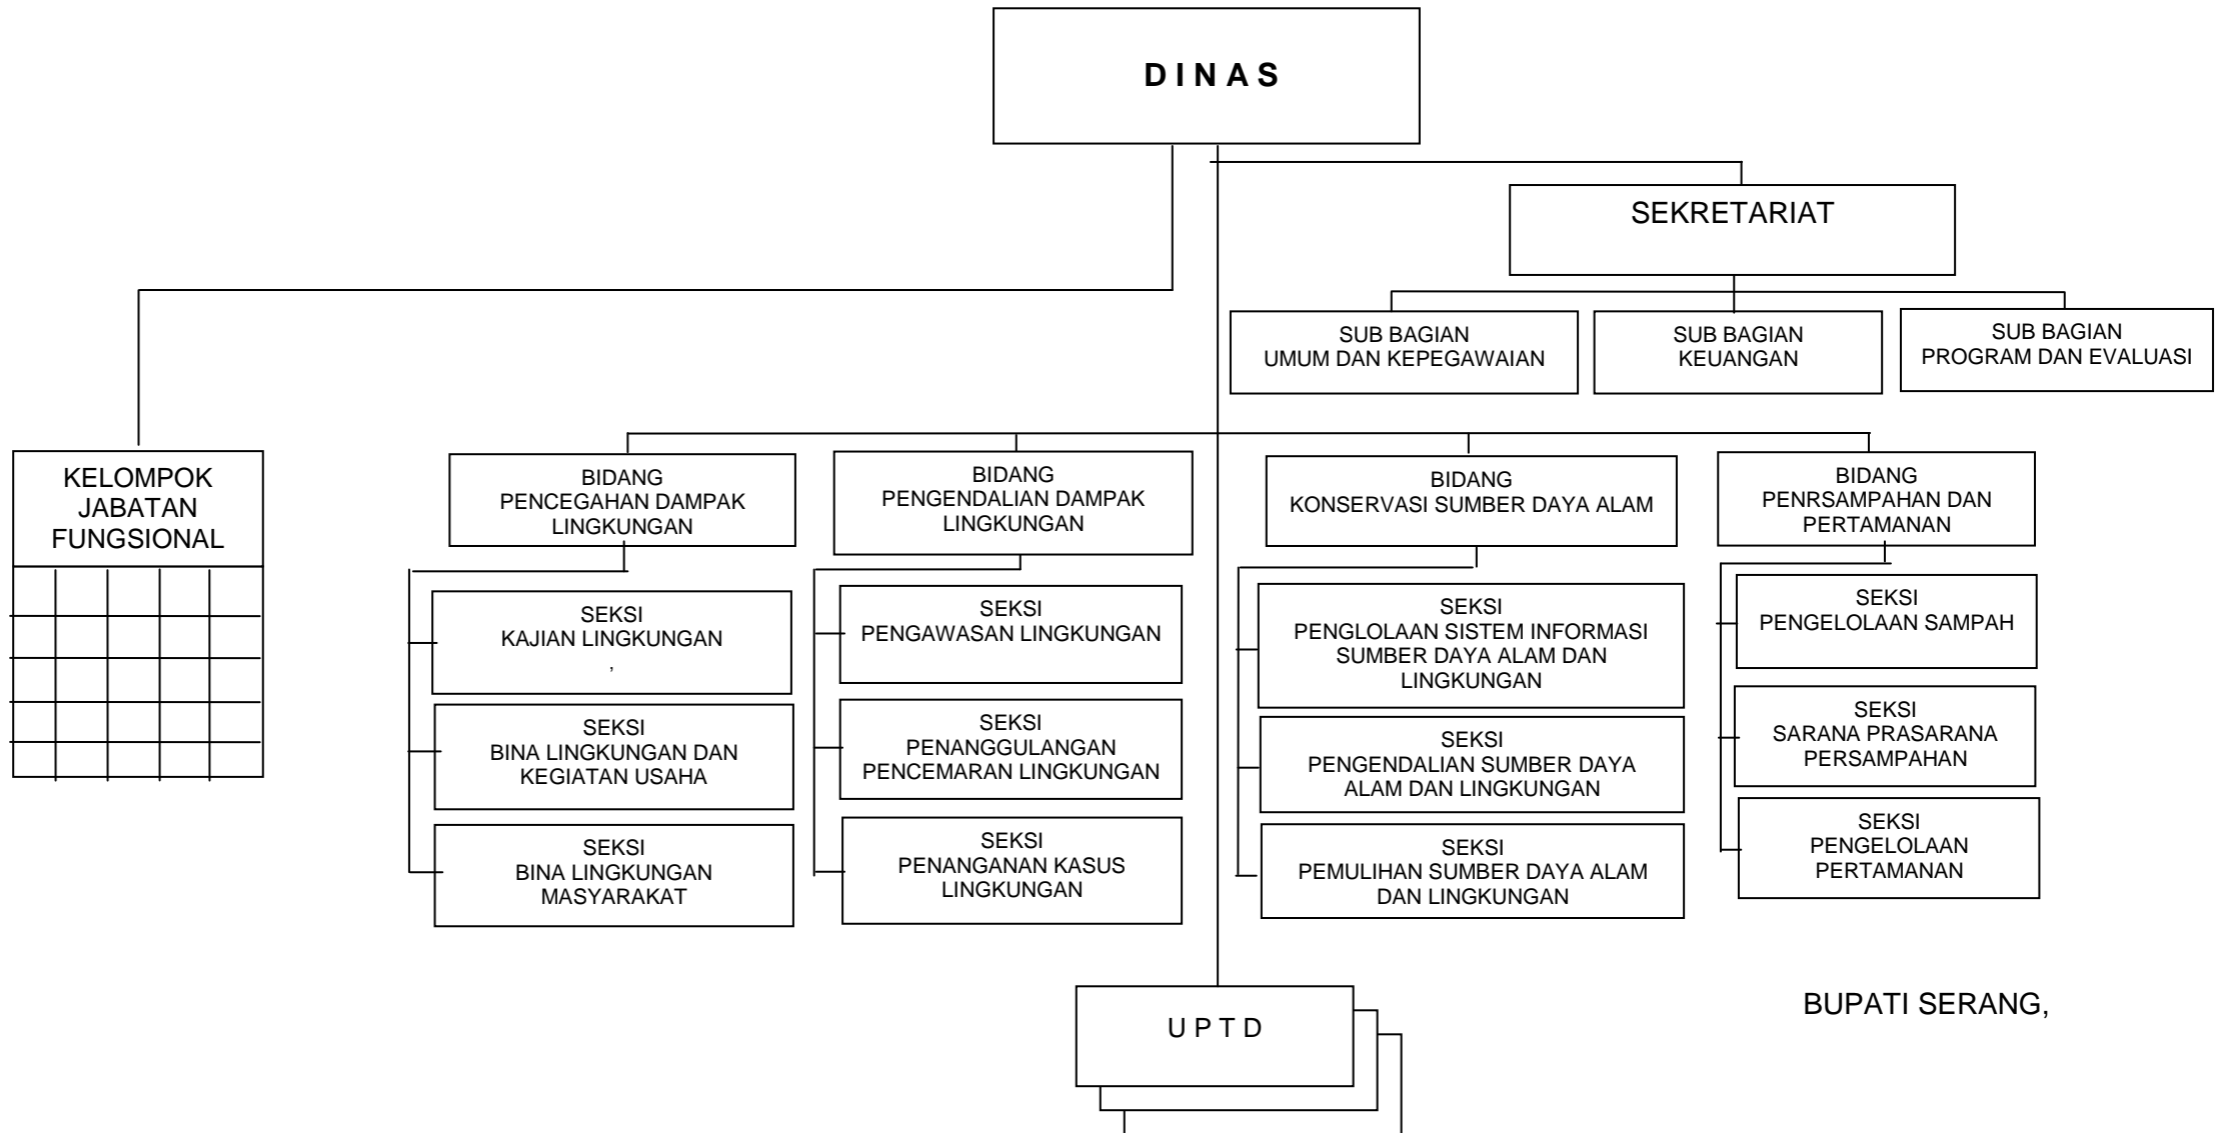 D I N A S
SEKRETARIAT
SUB BAGIAN
UMUM DAN KEPEGAWAIAN
SUB BAGIAN
KEUANGAN
SUB BAGIAN
PROGRAM DAN EVALUASI
KELOMPOK
JABATAN
FUNGSIONAL
BIDANG
PENCEGAHAN DAMPAK
LINGKUNGAN
BIDANG
PENGENDALIAN DAMPAK
LINGKUNGAN
BIDANG
KONSERVASI SUMBER DAYA ALAM
BIDANG
PENRSAMPAHAN DAN
PERTAMANAN
SEKSI
KAJIAN LINGKUNGAN
,
SEKSI
BINA LINGKUNGAN DAN
KEGIATAN USAHA
SEKSI
BINA LINGKUNGAN
MASYARAKAT
SEKSI
PENGAWASAN LINGKUNGAN
SEKSI
PENANGGULANGAN
PENCEMARAN LINGKUNGAN
SEKSI
PENANGANAN KASUS
LINGKUNGAN
SEKSI
PENGLOLAAN SISTEM INFORMASI
SUMBER DAYA ALAM DAN
LINGKUNGAN
SEKSI
PENGENDALIAN SUMBER DAYA
ALAM DAN LINGKUNGAN
SEKSI
PEMULIHAN SUMBER DAYA ALAM
DAN LINGKUNGAN
SEKSI
PENGELOLAAN SAMPAH
SEKSI
SARANA PRASARANA
PERSAMPAHAN
SEKSI
PENGELOLAAN
PERTAMANAN
U P T D
BUPATI SERANG,